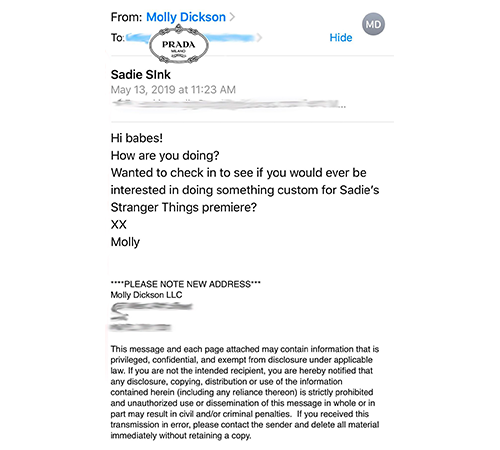 From: Molly Dickson
MD
To:
PRADA
MILANO
Hide
Sadie SInk
May 13, 2019 at 11:23 AM
Hi babes!
How are you doing?
Wanted to check in to see if you would ever be
interested in doing something custom for Sadie's
Stranger Things premiere?
XX
Molly
****PLEASE NOTE NEW ADDRESS***
Molly Dickson LLC
This message and each page attached may contain information that is
privileged, confidential, and exempt from disclosure under applicable
law. If you are not the intended recipient, you are hereby notified that
any disclosure, copying, distribution or use of the information
contained herein (including any reliance thereon) is strictly prohibited
and unauthorized use or dissemination of this message in whole or in
part may result in civil and/or criminal penalties.  If you received this
transmission in error, please contact the sender and delete all material
immediately without retaining a copy.